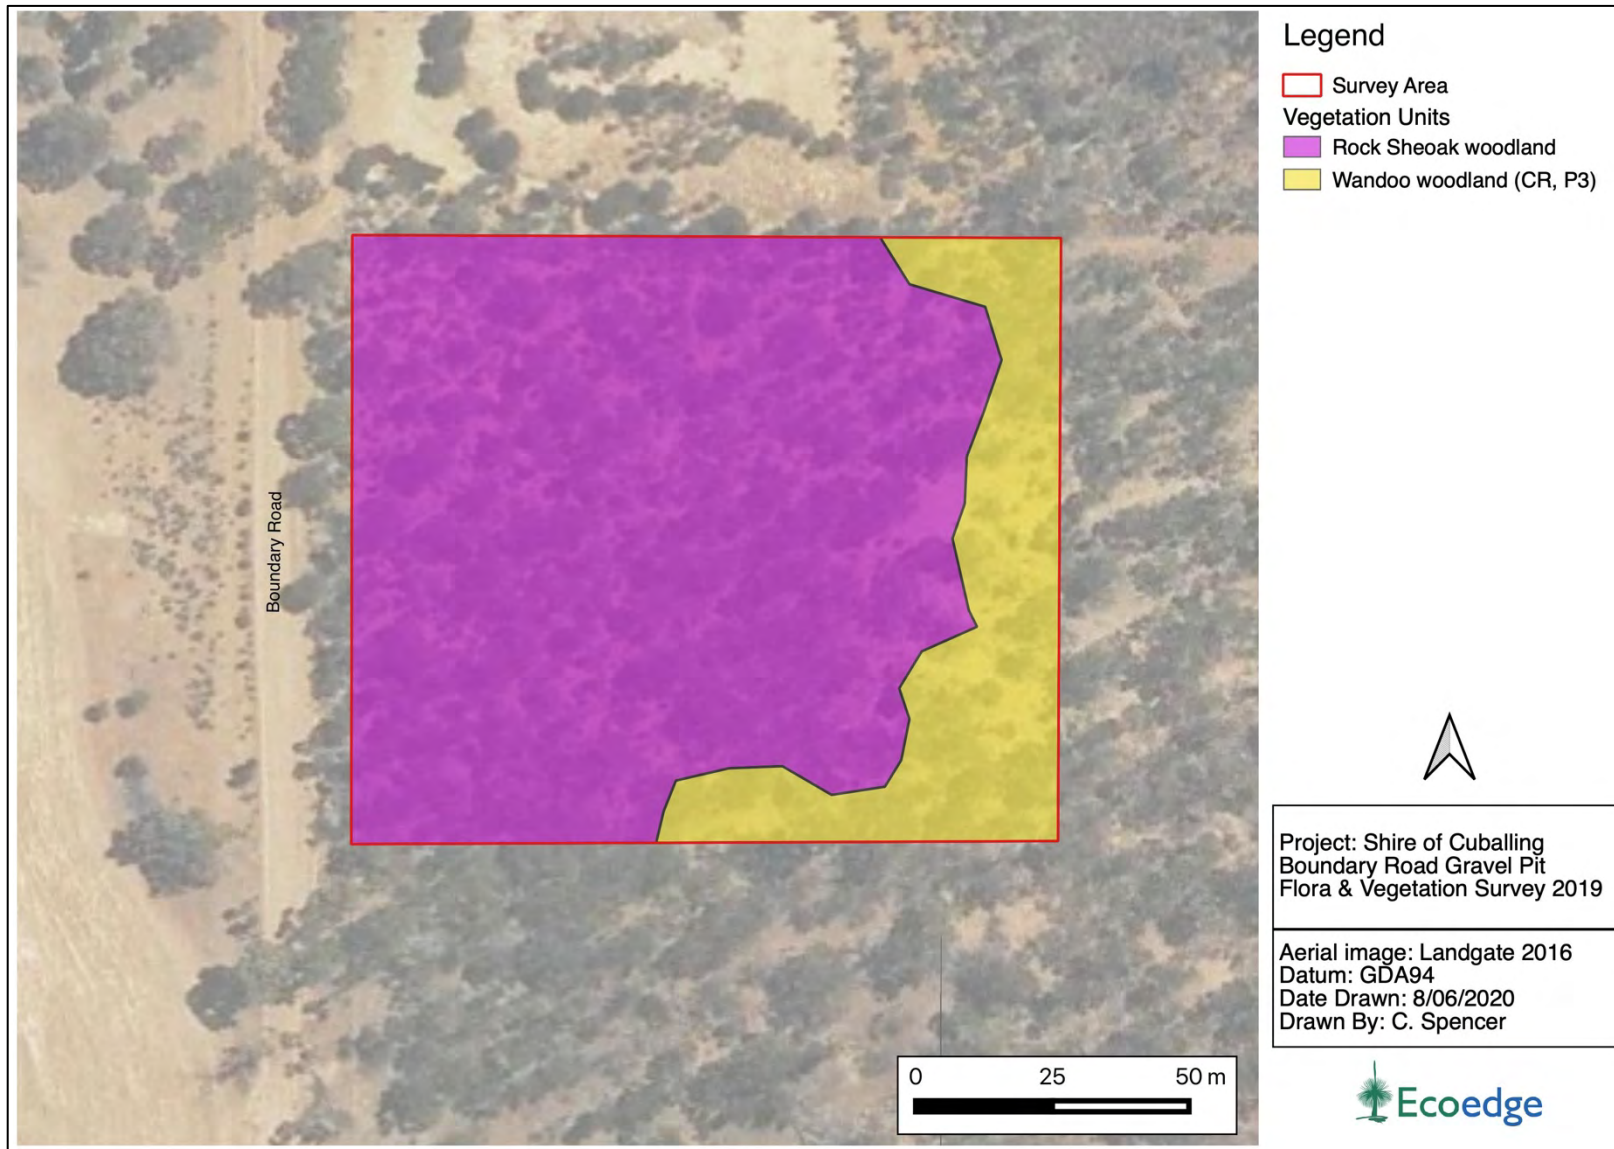 Legend
Survey Area
Vegetation Units
Rock Sheoak woodland
Wandoo woodland (CR, P3)
Boundary Road
Project: Shire of Cuballing
Boundary Road Gravel Pit
Flora & Vegetation Survey 2019
Aerial image: Landgate 2016
Datum: GDA94
Date Drawn: 8/06/2020
Drawn By: C. Spencer
0 25 50 m
Ecoedge